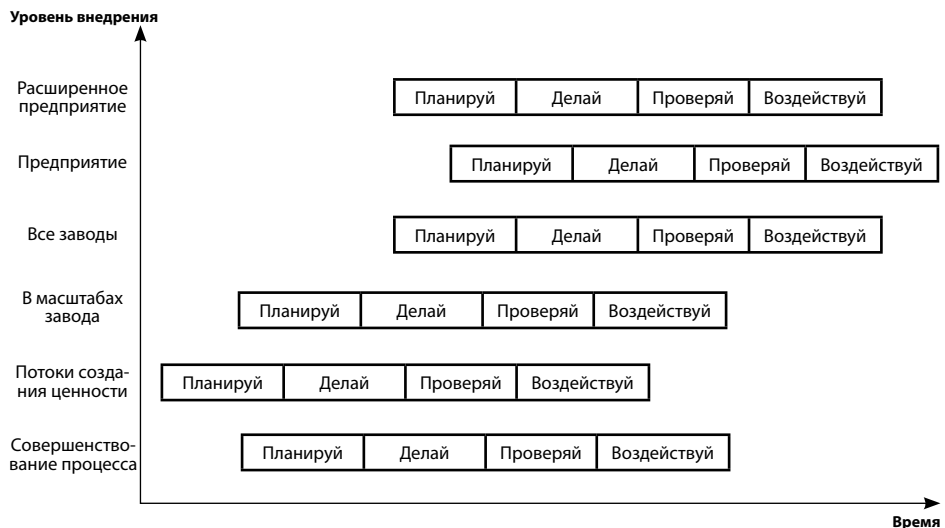 Уровень внедрения
Расширенное
предприятие
Планируй Делай Проверяй Воздействуй
Предприятие
Планируй Делай Проверяй Воздействуй
Все заводы
Планируй Делай Проверяй Воздействуй
В масштабах
завода
Планируй Делай Проверяй Воздействуй
Потоки созда-
ния ценности
Планируй Делай Проверяй Воздействуй
Совершенство-
вание процесса
Планируй Делай Проверяй Воздействуй
Время